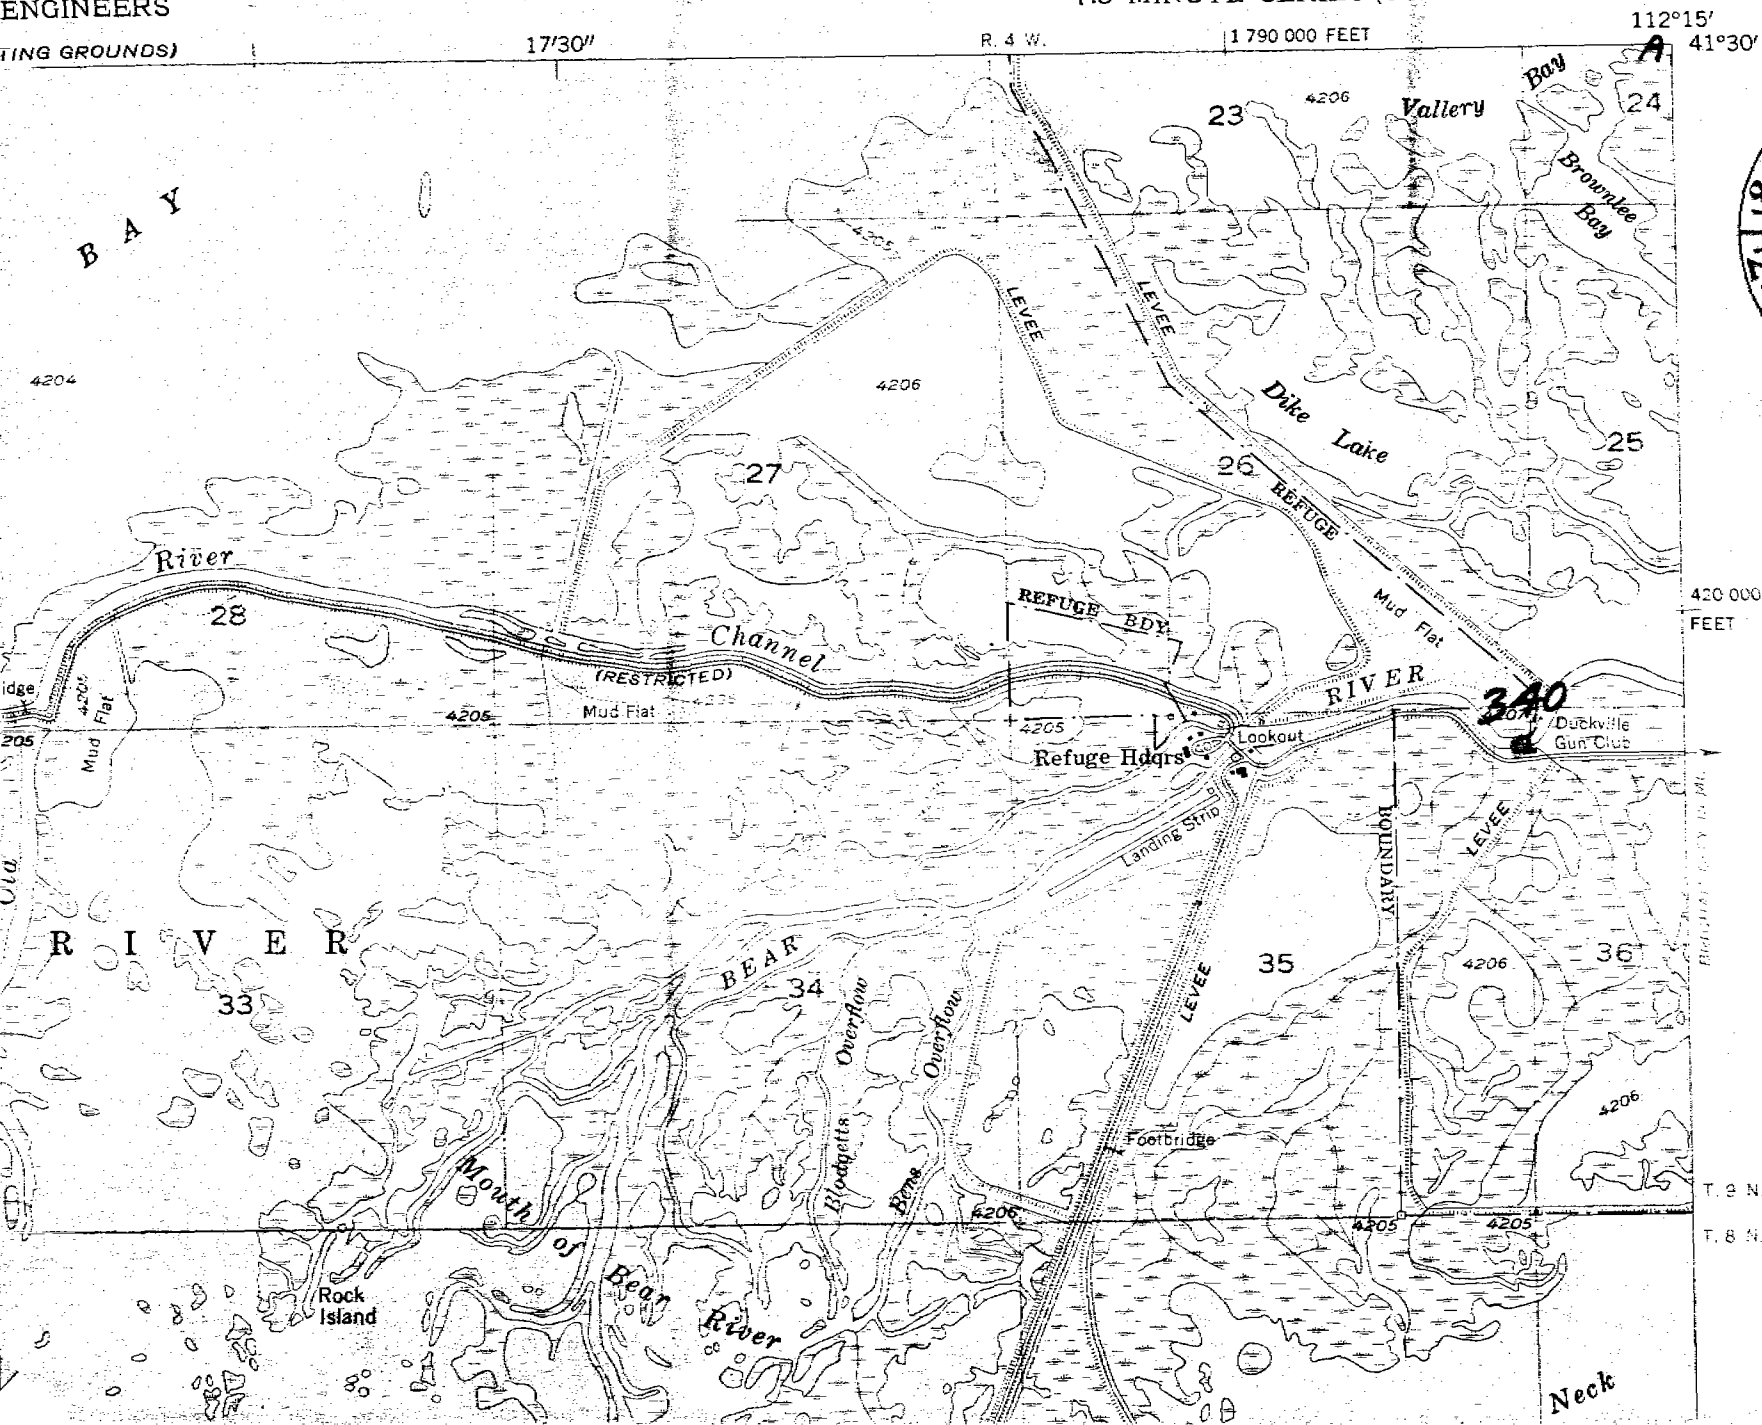 ENGINEERS
TING GROUNDS)
17'30"
R. 4 W.
1 790 000 FEET
112°15'
41°30'
A
Bay
24
23
4206
Vallery
Brownlee
Bay
BAY
4205
LEVEE
LEVEE
4204
4206
Dike
Lake
25
26
27
REFUGE
River
28
REFUGE BDY
Mud Flat
420 000
FEET
Channel
(RESTRICTED)
RIVER
340
idge
4205
Mud Flat
205
4205
Mud Flat
4205
Lookout
Duckville
Gun Club
Refuge Hdqrs
Landing Strip
BOUNDARY
LEVEE
Old
RIVER
BEAR
33
34
35
36
4206
LEVEE
Overflow
Overflow
Blodgetts
Bens
4206
Footbridge
Mouth
of
Bear
River
4206
4205
4205
T. 9 N
T. 8 N.
Rock
Island
Neck